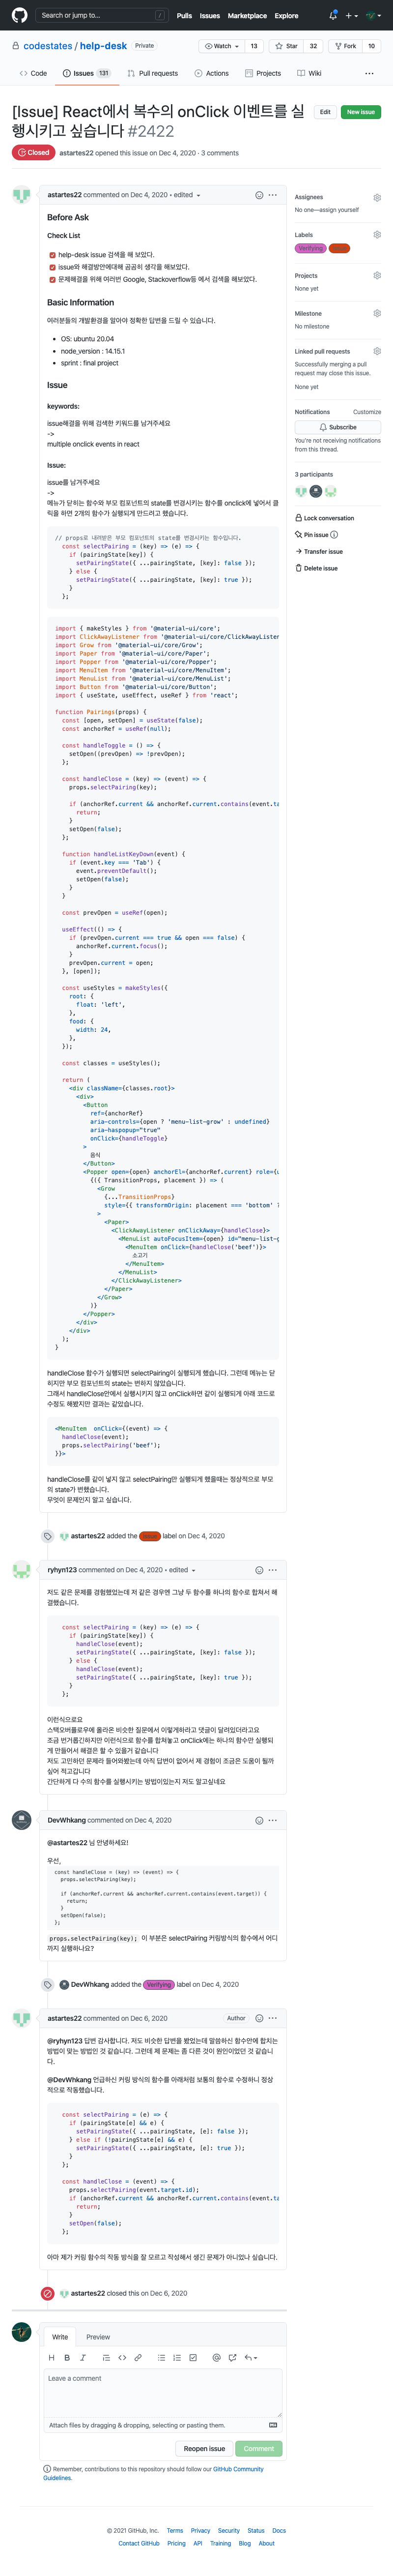 Search or jump to...
/
Pulls Issues Marketplace Explore
codestates / help-desk Private
Watch 13 Star 32 Fork 10
Code Issues 131 Pull requests Actions Projects Wiki
[Issue] React에서 복수의 onClick 이벤트를 실
행시키고 싶습니다 #2422
Edit New issue
Closed astartes22 opened this issue on Dec 4, 2020 · 3 comments
astartes22 commented on Dec 4, 2020 • edited
Before Ask
Check List
help-desk issue 검색을 해 보았다.
issue와 해결방안에대해 곰곰히 생각을 해보았다.
문제해결을 위해 여러번 Google, Stackoverflow등 에서 검색을 해보았다.
Basic Information
여러분들의 개발환경을 알아야 정확한 답변을 드릴 수 있습니다.
OS: ubuntu 20.04
node_version : 14.15.1
sprint : final project
Issue
keywords:
issue해결을 위해 검색한 키워드를 남겨주세요
->
multiple onclick events in react
Issue:
issue를 남겨주세요
->
메뉴가 닫히는 함수와 부모 컴포넌트의 state를 변경시키는 함수를 onclick에 넣어서 클
릭을 하면 2개의 함수가 실행되게 만드려고 했습니다.
// props로 내려받은 부모 컴포넌트의 state를 변경시키는 함수입니다.
const selectPairing = (key) => (e) => {
if (pairingState[key]) {
setPairingState({ ...pairingState, [key]: false });
} else {
setPairingState({ ...pairingState, [key]: true });
}
};
import { makeStyles } from '@material-ui/core';
import ClickAwayListener from '@material-ui/core/ClickAwayListen
import Grow from '@material-ui/core/Grow';
import Paper from '@material-ui/core/Paper';
import Popper from '@material-ui/core/Popper';
import MenuItem from '@material-ui/core/MenuItem';
import MenuList from '@material-ui/core/MenuList';
import Button from '@material-ui/core/Button';
import { useState, useEffect, useRef } from 'react';
function Pairings(props) {
const [open, setOpen] = useState(false);
const anchorRef = useRef(null);
const handleToggle = () => {
setOpen((prevOpen) => !prevOpen);
};
const handleClose = (key) => (event) => {
props.selectPairing(key);
if (anchorRef.current && anchorRef.current.contains(event.ta
return;
}
setOpen(false);
};
function handleListKeyDown(event) {
if (event.key === 'Tab') {
event.preventDefault();
setOpen(false);
}
}
const prevOpen = useRef(open);
useEffect(() => {
if (prevOpen.current === true && open === false) {
anchorRef.current.focus();
}
prevOpen.current = open;
}, [open]);
const useStyles = makeStyles({
root: {
float: 'left',
},
food: {
width: 24,
},
});
const classes = useStyles();
return (
<div className={classes.root}>
<div>
<Button
ref={anchorRef}
aria-controls={open ? 'menu-list-grow' : undefined}
aria-haspopup="true"
onClick={handleToggle}
>
음식
</Button>
<Popper open={open} anchorEl={anchorRef.current} role={u
{({ TransitionProps, placement }) => (
<Grow
{...TransitionProps}
style={{ transformOrigin: placement === 'bottom' ?
>
<Paper>
<ClickAwayListener onClickAway={handleClose}>
<MenuList autoFocusItem={open} id="menu-list-g
<MenuItem onClick={handleClose('beef')}>
소고기
</MenuItem>
</MenuList>
</ClickAwayListener>
</Paper>
</Grow>
)}
</Popper>
</div>
</div>
);
}
handleClose 함수가 실행되면 selectPairing이 실행되게 했습니다. 그런데 메뉴는 닫
히지만 부모 컴포넌트의 state는 변하지 않았습니다.
그래서 handleClose안에서 실행시키지 않고 onClick하면 같이 실행되게 아래 코드로
수정도 해봤지만 결과는 같았습니다.
<MenuItem onClick={(event) => {
handleClose(event);
props.selectPairing('beef');
}}>
handleClose를 같이 넣지 않고 selectPairing만 실행되게 했을때는 정상적으로 부모
의 state가 변했습니다.
무엇이 문제인지 알고 싶습니다.
astartes22 added the label on Dec 4, 2020
ryhyn123 commented on Dec 4, 2020 • edited
저도 같은 문제를 경험했었는데 저 같은 경우엔 그냥 두 함수를 하나의 함수로 합쳐서 해
결했습니다.
const selectPairing = (key) => (e) => {
if (pairingState[key]) {
handleClose(event);
setPairingState({ ...pairingState, [key]: false });
} else {
handleClose(event);
setPairingState({ ...pairingState, [key]: true });
}
};
이런식으로요
스택오버플로우에 올라온 비슷한 질문에서 이렇게하라고 댓글이 달려있더라고요
조금 번거롭긴하지만 이런식으로 함수를 합쳐놓고 onClick에는 하나의 함수만 실행되
게 만들어서 해결은 할 수 있을거 같습니다
저도 고민하던 문제라 들어와봤는데 아직 답변이 없어서 제 경험이 조금은 도움이 될까
싶어 적고갑니다
간단하게 다 수의 함수를 실행시키는 방법이있는지 저도 알고싶네요
DevWhkang commented on Dec 4, 2020
@astartes22 님 안녕하세요!
우선,
const handleClose = (key) => (event) => {
props.selectPairing(key);
if (anchorRef.current && anchorRef.current.contains(event.target)) {
return;
}
setOpen(false);
};
props.selectPairing(key); 이 부분은 selectPairing 커링방식의 함수에서 어디
까지 실행하나요?
DevWhkang added the Verifying label on Dec 4, 2020
astartes22 commented on Dec 6, 2020 Author
@ryhyn123 답변 감사합니다. 저도 비슷한 답변을 봤었는데 말씀하신 함수안에 합치는
방법이 맞는 방법인 것 같습니다. 그런데 제 문제는 좀 다른 것이 원인이었던 것 같습니
다.
@DevWhkang 언급하신 커링 방식의 함수를 아래처럼 보통의 함수로 수정하니 정상
적으로 작동했습니다.
const selectPairing = (e) => {
if (pairingState[e] && e) {
setPairingState({ ...pairingState, [e]: false });
} else if (!pairingState[e] && e) {
setPairingState({ ...pairingState, [e]: true });
}
};
const handleClose = (event) => {
props.selectPairing(event.target.id);
if (anchorRef.current && anchorRef.current.contains(event.ta
return;
}
setOpen(false);
};
아마 제가 커링 함수의 작동 방식을 잘 모르고 작성해서 생긴 문제가 아니었나 싶습니다.
astartes22 closed this on Dec 6, 2020
Write Preview
Leave a comment
Attach files by dragging & dropping, selecting or pasting them.
Reopen issue Comment
Remember, contributions to this repository should follow our GitHub Community
Guidelines.
Assignees
No one—assign yourself
Labels
Verifying
Projects
None yet
Milestone
No milestone
Linked pull requests
Successfully merging a pull
request may close this issue.
None yet
Notifications Customize
Subscribe
You're not receiving notifications
from this thread.
3 participants
Lock conversation
Pin issue
Transfer issue
Delete issue
© 2021 GitHub, Inc. Terms Privacy Security Status Docs
Contact GitHub Pricing API Training Blog About